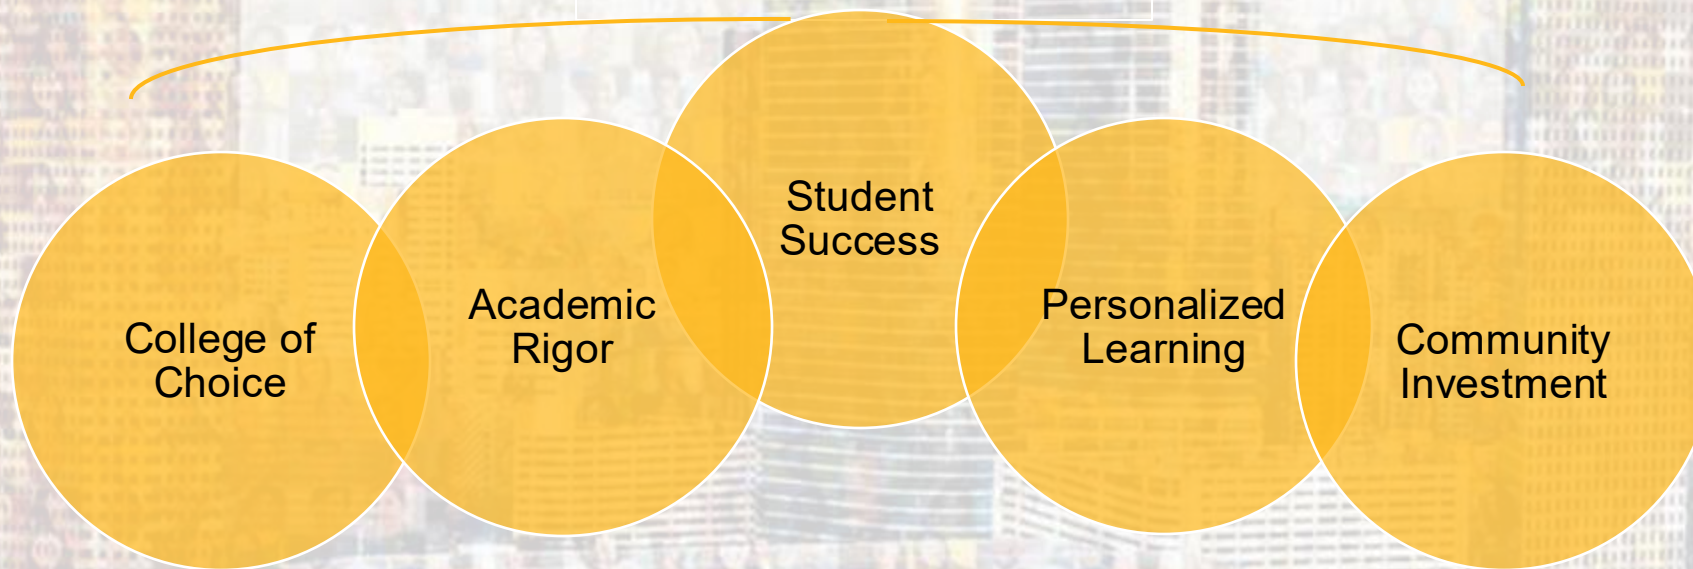 College of
Choice
Academic
Rigor
Student
Success
Personalized
Learning
Community
Investment